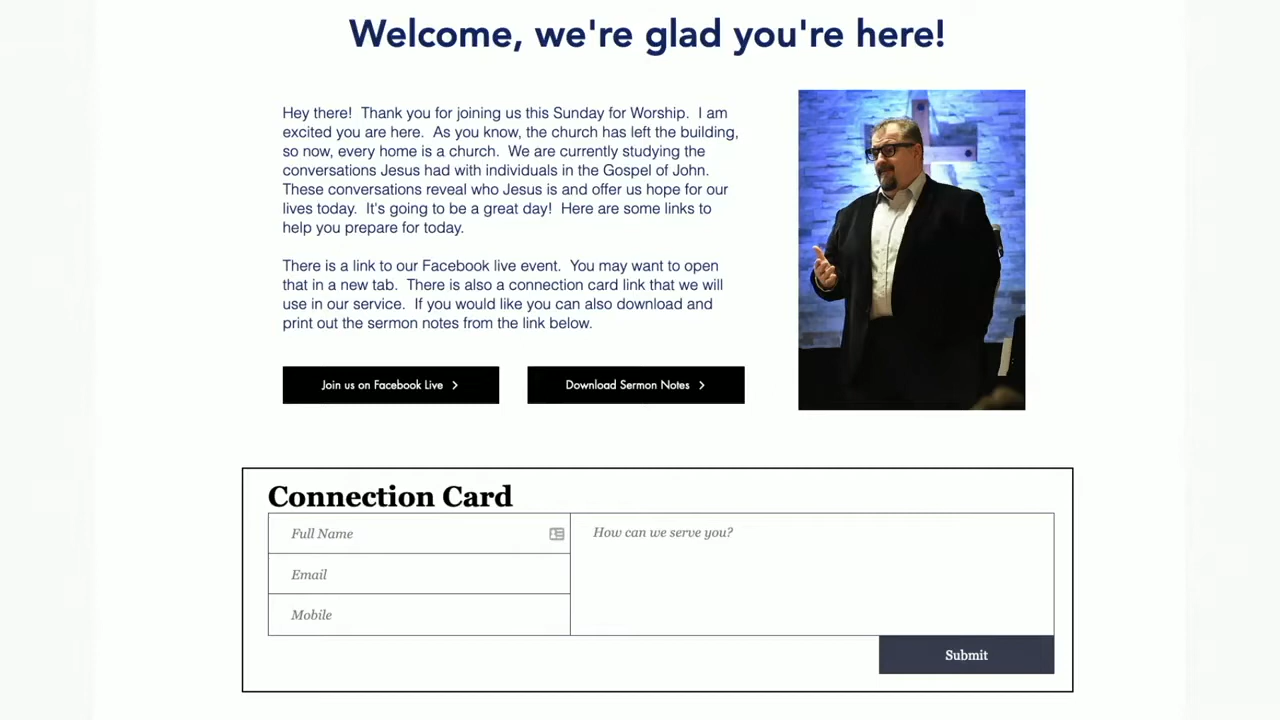 Welcome, we're glad you're here!
Hey there!  Thank you for joining us this Sunday for Worship.  I am
excited you are here.  As you know, the church has left the building,
so now, every home is a church.  We are currently studying the
conversations Jesus had with individuals in the Gospel of John.
These conversations reveal who Jesus is and offer us hope for our
lives today.  It's going to be a great day!  Here are some links to
help you prepare for today.
There is a link to our Facebook live event.  You may want to open
that in a new tab.  There is also a connection card link that we will
use in our service.  If you would like you can also download and
print out the sermon notes from the link below.
Join us on Facebook Live >
Download Sermon Notes >
Connection Card
Full Name
Email
Mobile
How can we serve you?
Submit